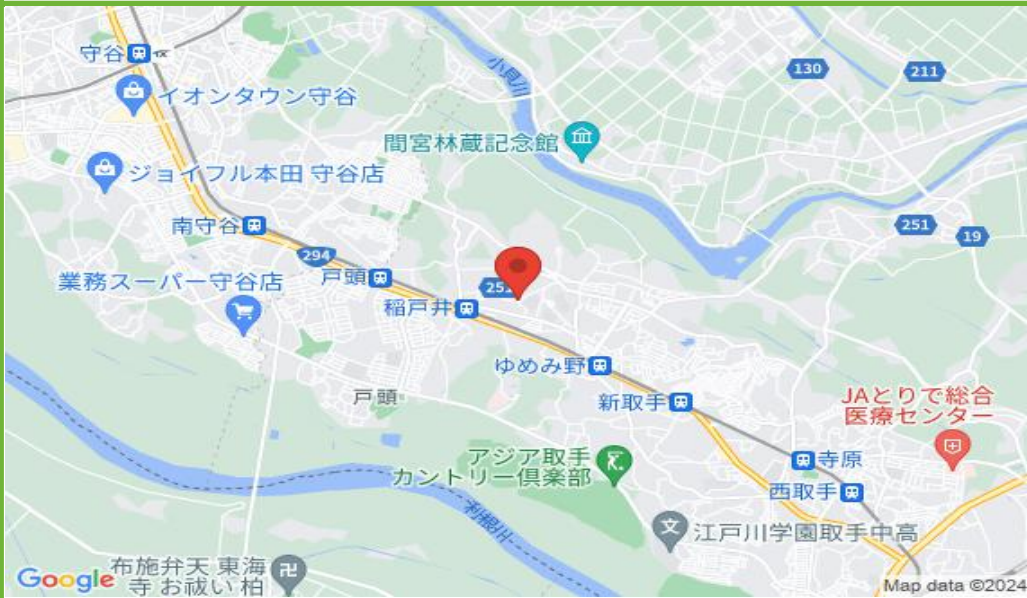 守谷
イオンタウン守谷
ジョイフル本田 守谷店
小貝川
130
211
間宮林蔵記念館
南守谷
251
19
294
業務スーパー守谷店
戸頭
251
稲戸井
ゆめみ野
戸頭
新取手
JAとりで総合
医療センター
アジア取手
カントリー倶楽部
寺原
西取手
利根川
江戸川学園取手中高
布施弁天 東海
寺 お祓い 柏
Google
Map data ©2024